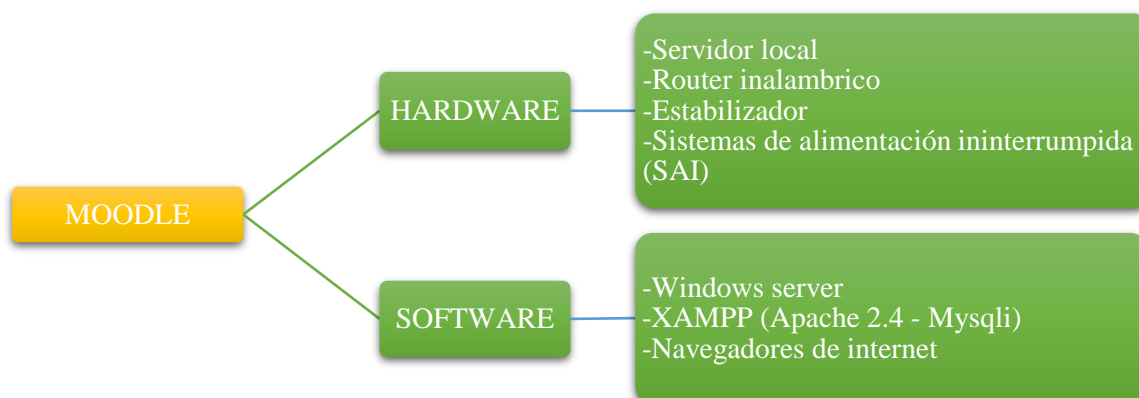 MOODLE
HARDWARE
-Servidor local
-Router inalambrico
-Estabilizador
-Sistemas de alimentación ininterrumpida
(SAI)
SOFTWARE
-Windows server
-XAMPP (Apache 2.4 - Mysqli)
-Navegadores de internet